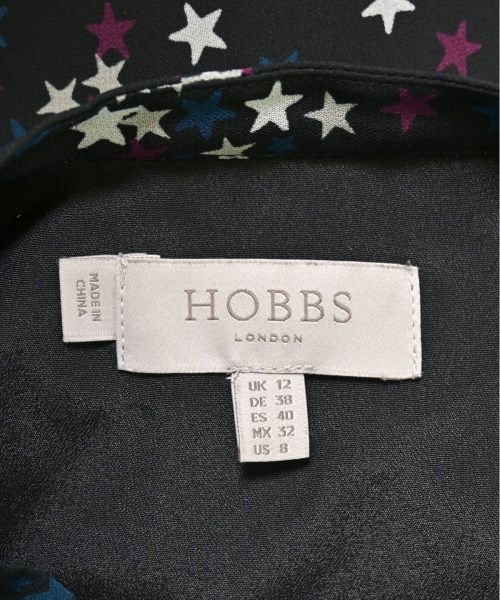 MADE IN
CHINA
HOBBS
LONDON
UK 12
DE 38
ES 40
MX 32
US 8